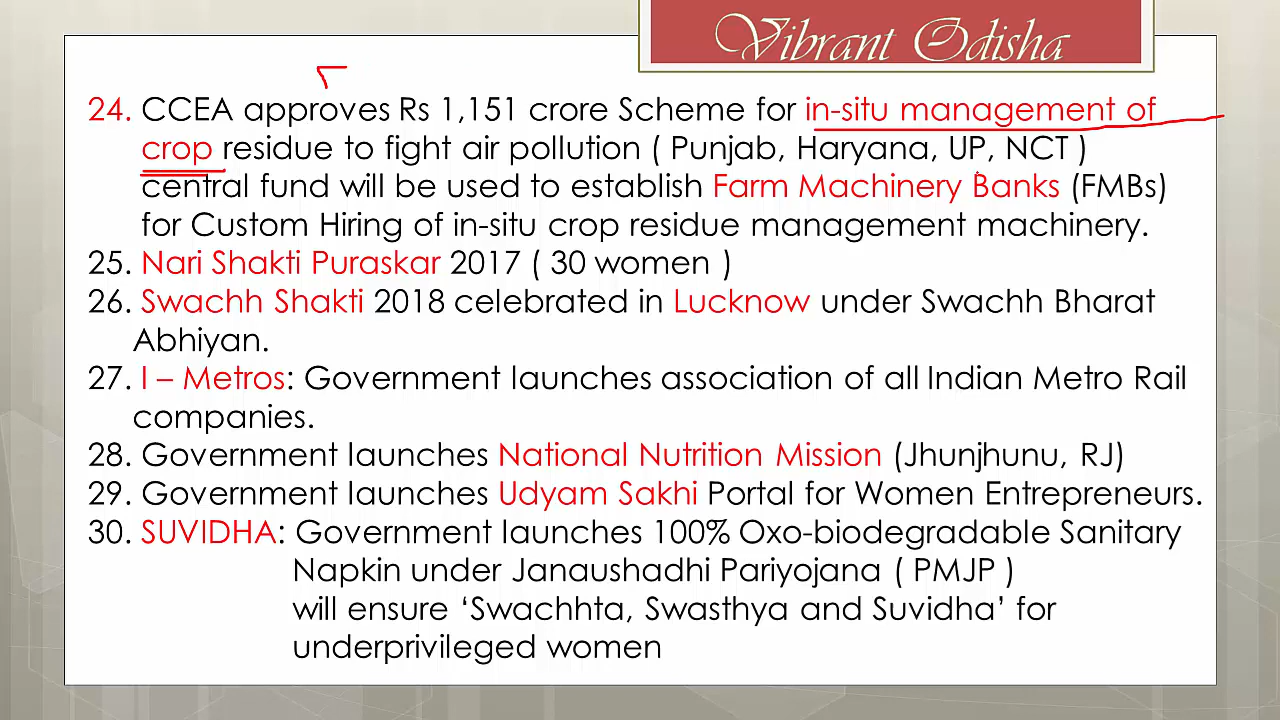 Vibrant Odisha
24. CCEA approves Rs 1,151 crore Scheme for in-situ management of
crop residue to fight air pollution ( Punjab, Haryana, UP, NCT )
central fund will be used to establish Farm Machinery Banks (FMBs)
for Custom Hiring of in-situ crop residue management machinery.
25. Nari Shakti Puraskar 2017 ( 30 women )
26. Swachh Shakti 2018 celebrated in Lucknow under Swachh Bharat
Abhiyan.
27. I – Metros: Government launches association of all Indian Metro Rail
companies.
28. Government launches National Nutrition Mission (Jhunjhunu, RJ)
29. Government launches Udyam Sakhi Portal for Women Entrepreneurs.
30. SUVIDHA: Government launches 100% Oxo-biodegradable Sanitary
Napkin under Janaushadhi Pariyojana ( PMJP )
will ensure ‘Swachhta, Swasthya and Suvidha’ for
underprivileged women